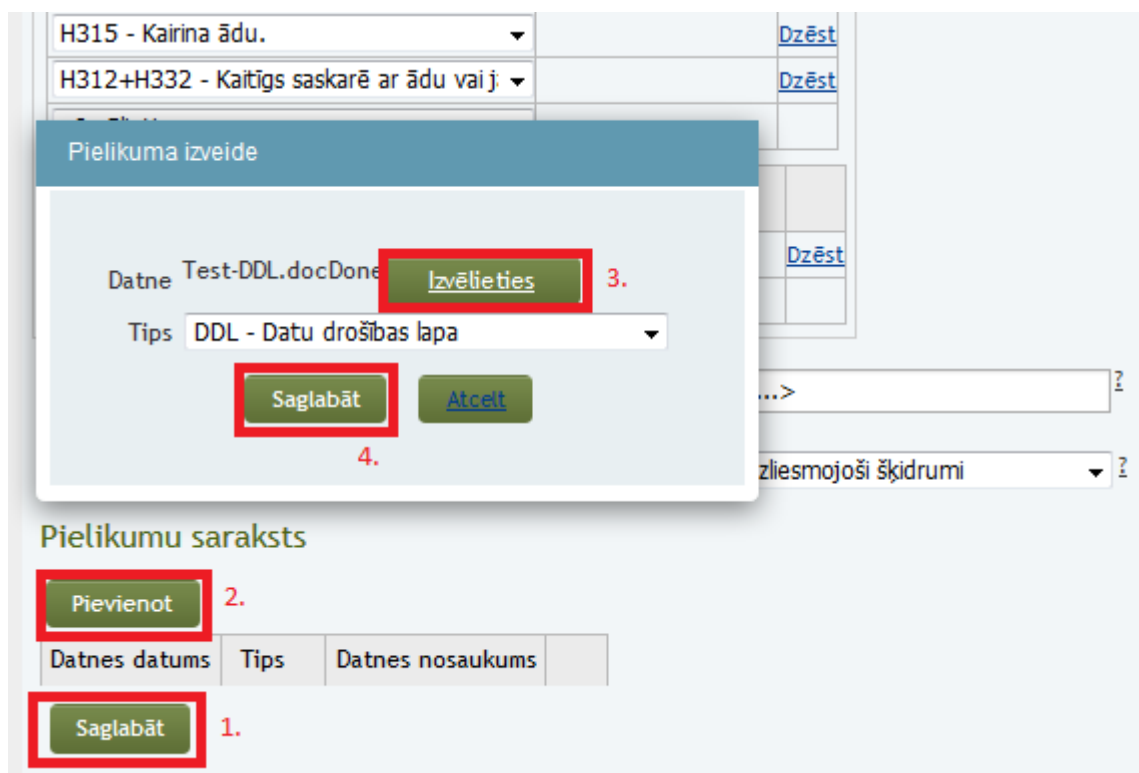 H315 - Kairina ādu.
Dzēst
H312+H332 - Kaitīgs saskarē ar ādu vai j
Dzēst
Pielikuma izveide
Dzēst
Datne Test-DDL.docDone Izvēlieties 3.
Tips DDL - Datu drošības lapa
Saglabāt Atcelt
...> ?
4.
zliesmojoši šķidrumi ?
Pielikumu saraksts
Pievienot 2.
Datnes datums Tips Datnes nosaukums
Saglabāt 1.